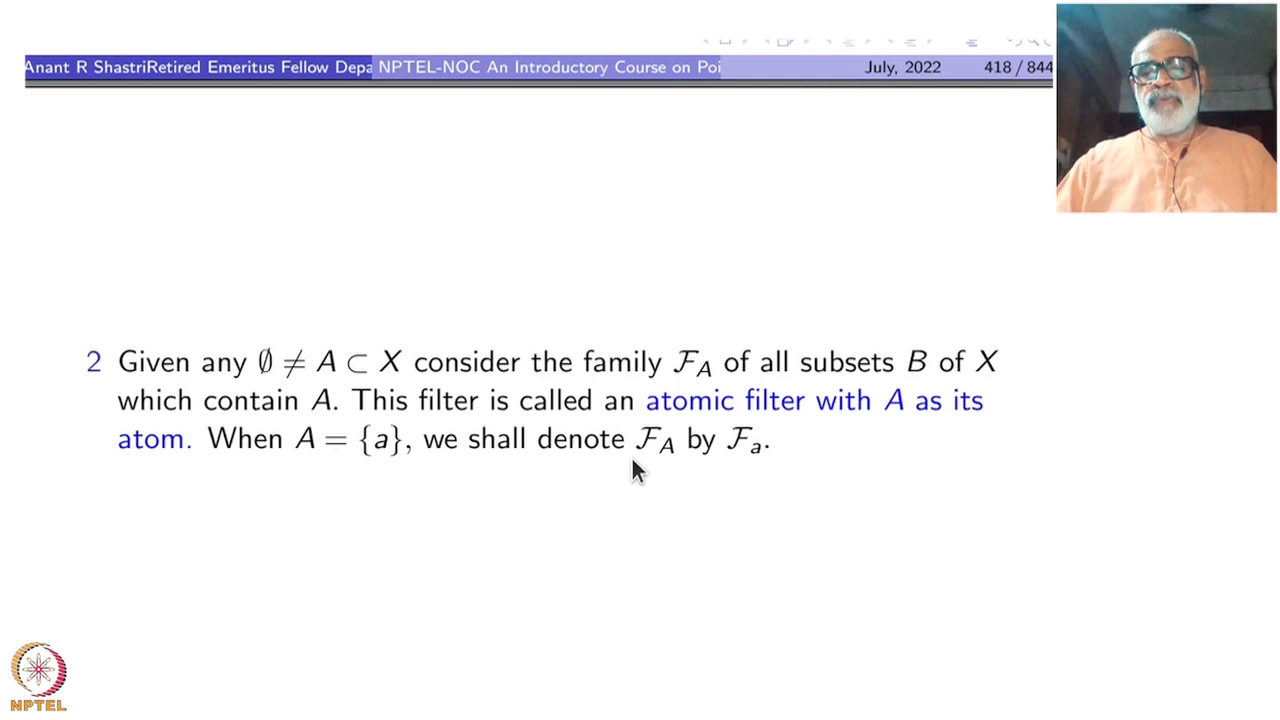 Anant R ShastriRetired Emeritus Fellow Depa NPTEL-NOC An Introductory Course on Poi July, 2022 418 / 844
2 Given any ∅ ≠ A ⊂ X consider the family ℱ_A of all subsets B of X
which contain A. This filter is called an atomic filter with A as its
atom. When A = {a}, we shall denote ℱ_A by ℱ_a.
NPTEL